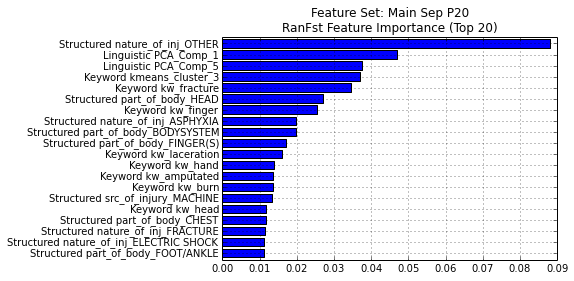 Feature Set: Main Sep P20
RanFst Feature Importance (Top 20)
Structured nature_of_inj_OTHER
Linguistic PCA_Comp_1
Linguistic PCA_Comp_5
Keyword kmeans_cluster_3
Keyword kw_fracture
Structured part_of_body_HEAD
Keyword kw_finger
Structured nature_of_inj_ASPHYXIA
Structured part_of_body_BODYSYSTEM
Structured part_of_body_FINGER(S)
Keyword kw_laceration
Keyword kw_hand
Keyword kw_amputated
Keyword kw_burn
Structured src_of_injury_MACHINE
Keyword kw_head
Structured part_of_body_CHEST
Structured nature_of_inj_FRACTURE
Structured nature_of_inj_ELECTRIC SHOCK
Structured part_of_body_FOOT/ANKLE
0.00 0.01 0.02 0.03 0.04 0.05 0.06 0.07 0.08 0.09